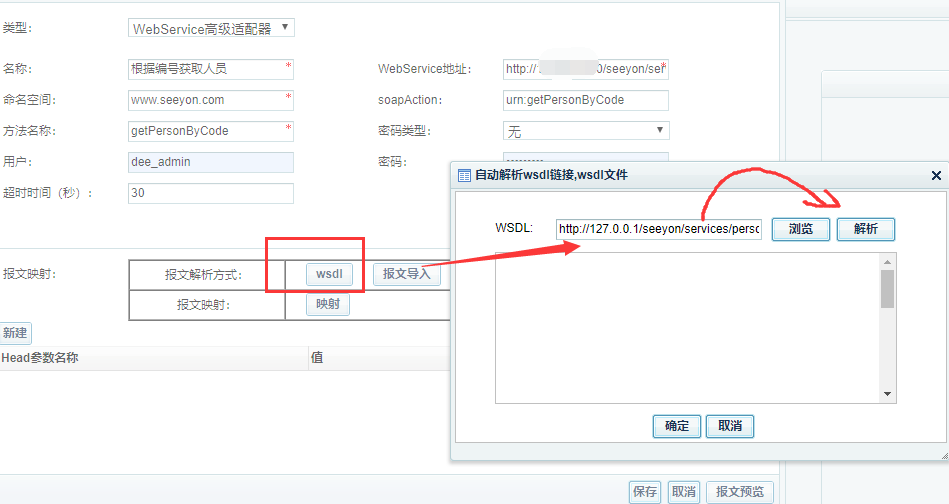 类型: WebService高级适配器
名称: 根据编号获取人员 * WebService地址: http:// 0/seeyon/ser *
命名空间: www.seeyon.com * soapAction: urn:getPersonByCode
方法名称: getPersonByCode * 密码类型: 无
用户: dee_admin 密码: ·········
超时时间（秒）: 30
自动解析wsdl链接,wsdl文件
WSDL: http://127.0.0.1/seeyon/services/perso 浏览 解析
确定 取消
报文映射: 报文解析方式: wsdl 报文导入
报文映射: 映射
新建
Head参数名称 值
保存 取消 报文预览